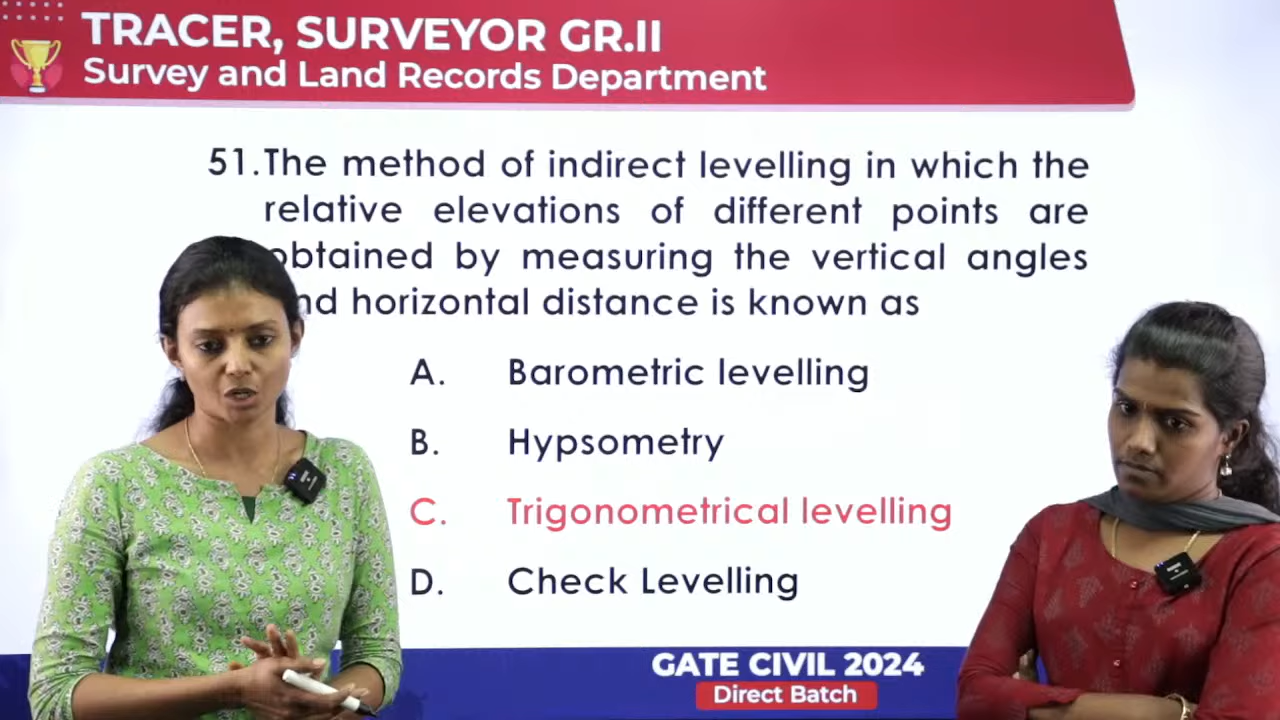 TRACER, SURVEYOR GR.II
Survey and Land Records Department
51.The method of indirect levelling in which the
relative elevations of different points are
obtained by measuring the vertical angles
horizontal distance is known as
A. Barometric levelling
B. Hypsometry
C. Trigonometrical levelling
D. Check Levelling
GATE CIVIL 2024
Direct Batch